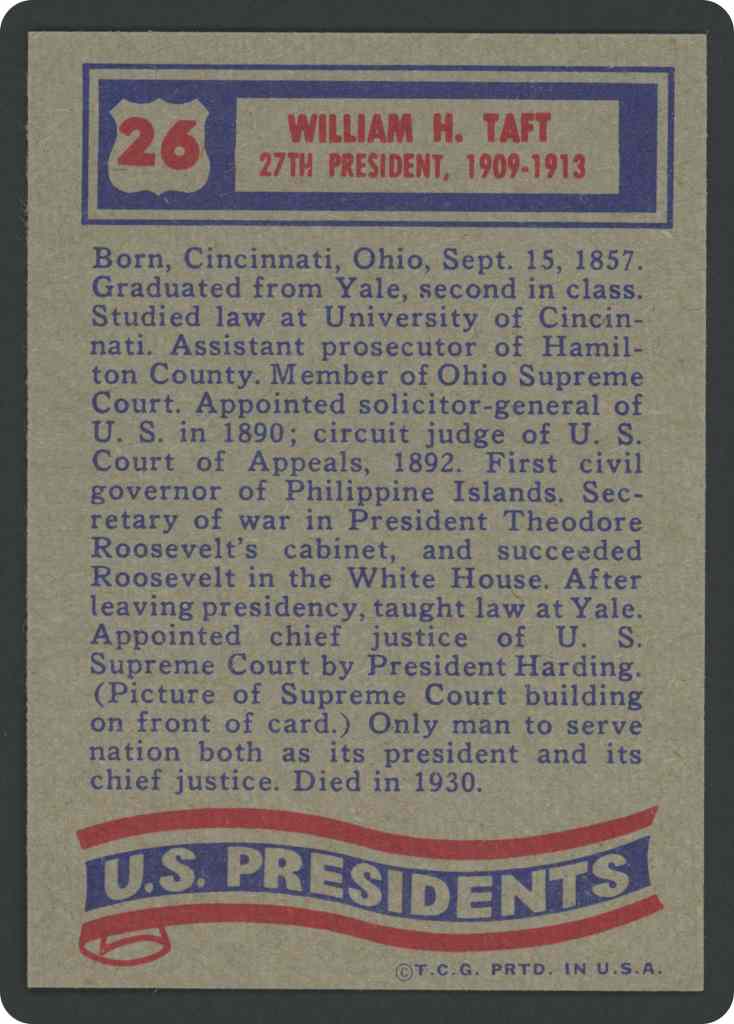 26
WILLIAM H. TAFT
27TH PRESIDENT, 1909-1913
Born, Cincinnati, Ohio, Sept. 15, 1857.
Graduated from Yale, second in class.
Studied law at University of Cincin-
nati. Assistant prosecutor of Hamil-
ton County. Member of Ohio Supreme
Court. Appointed solicitor-general of
U. S. in 1890; circuit judge of U. S.
Court of Appeals, 1892. First civil
governor of Philippine Islands. Sec-
retary of war in President Theodore
Roosevelt's cabinet, and succeeded
Roosevelt in the White House. After
leaving presidency, taught law at Yale.
Appointed chief justice of U. S.
Supreme Court by President Harding.
(Picture of Supreme Court building
on front of card.) Only man to serve
nation both as its president and its
chief justice. Died in 1930.
U.S. PRESIDENTS
©T.C.G. PRTD. IN U.S.A.